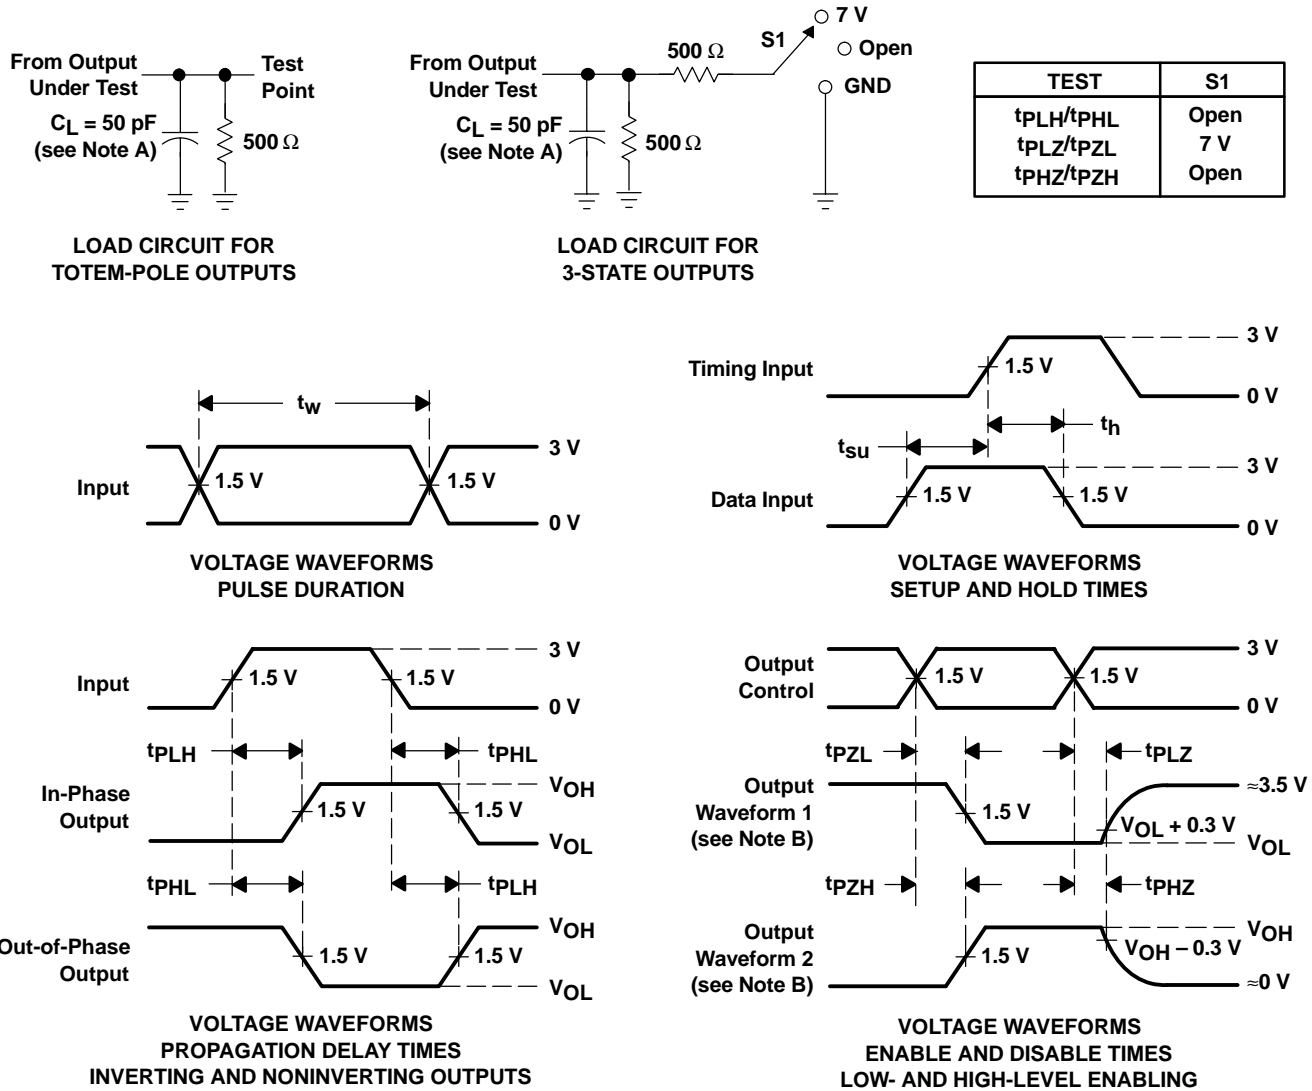 From Output
Under Test
Test
Point
CL = 50 pF
(see Note A)
500 Ω
LOAD CIRCUIT FOR
TOTEM-POLE OUTPUTS
From Output
Under Test
500 Ω
S1
7 V
Open
GND
CL = 50 pF
(see Note A)
500 Ω
LOAD CIRCUIT FOR
3-STATE OUTPUTS
TEST S1
tPLH/tPHL Open
tPLZ/tPZL 7 V
tPHZ/tPZH Open
tw
3 V
Input
1.5 V
1.5 V
0 V
VOLTAGE WAVEFORMS
PULSE DURATION
3 V
Timing Input
1.5 V
0 V
th
tsu
3 V
Data Input
1.5 V
1.5 V
0 V
VOLTAGE WAVEFORMS
SETUP AND HOLD TIMES
3 V
Input
1.5 V
1.5 V
0 V
tPLH
tPHL
In-Phase
Output
VOH
1.5 V
1.5 V
VOL
tPHL
tPLH
Out-of-Phase
Output
VOH
1.5 V
1.5 V
VOL
VOLTAGE WAVEFORMS
PROPAGATION DELAY TIMES
INVERTING AND NONINVERTING OUTPUTS
Output
Control
3 V
1.5 V
1.5 V
0 V
tPZL
tPLZ
Output
Waveform 1
(see Note B)
≈3.5 V
1.5 V
VOL + 0.3 V
VOL
tPZH
tPHZ
Output
Waveform 2
(see Note B)
VOH
1.5 V
VOH − 0.3 V
≈0 V
VOLTAGE WAVEFORMS
ENABLE AND DISABLE TIMES
LOW- AND HIGH-LEVEL ENABLING